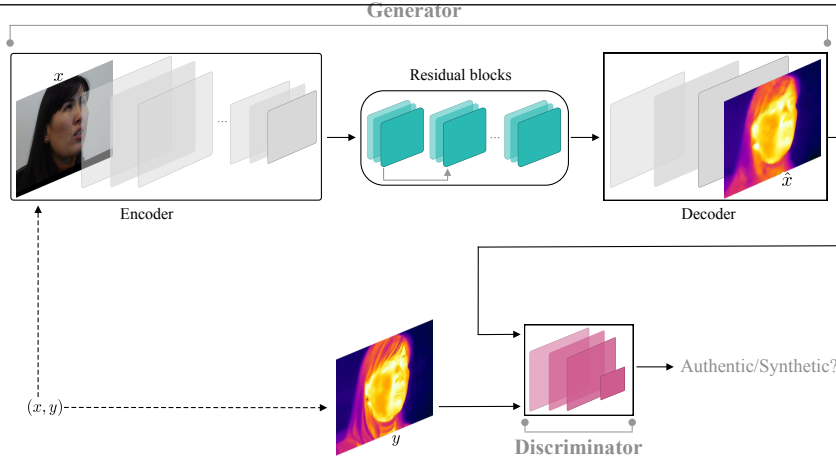 Generator
x
Residual blocks
...
...
x̂
Encoder
Decoder
Authentic/Synthetic?
(x, y)
y
Discriminator